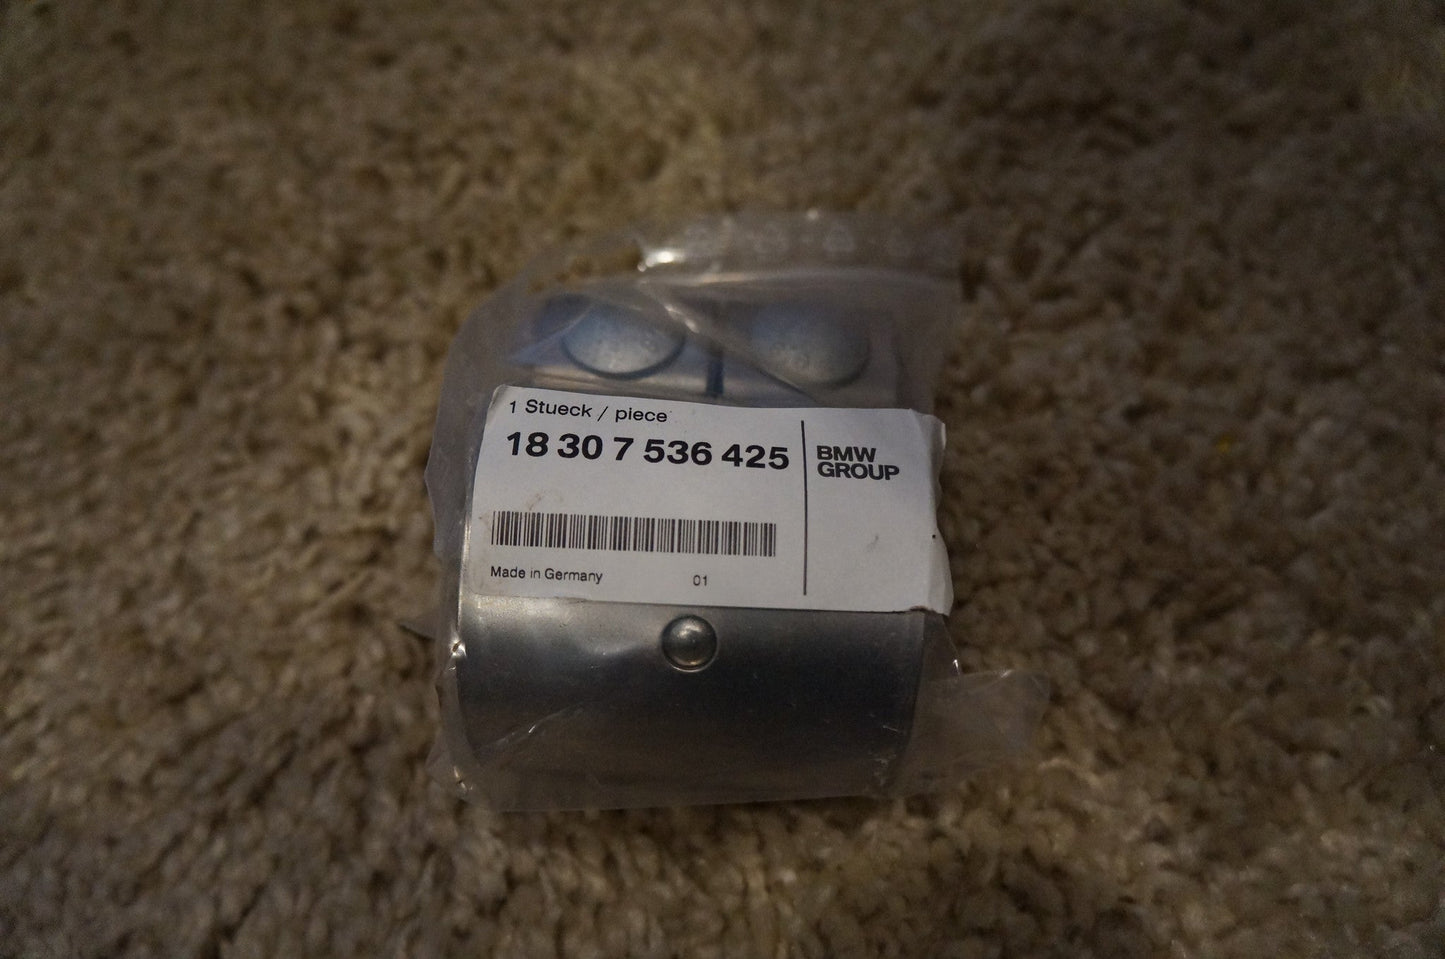 1 Stueck / piece
18 30 7 536 425
BMW
GROUP
Made in Germany
01